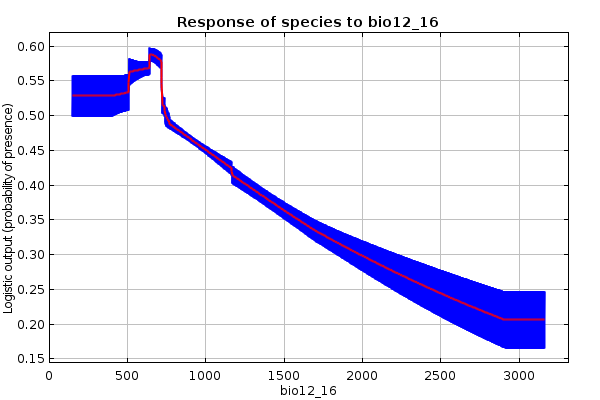 Response of species to bio12_16
Logistic output (probability of presence)
0.60
0.55
0.50
0.45
0.40
0.35
0.30
0.25
0.20
0.15
0 500 1000 1500 2000 2500 3000
bio12_16